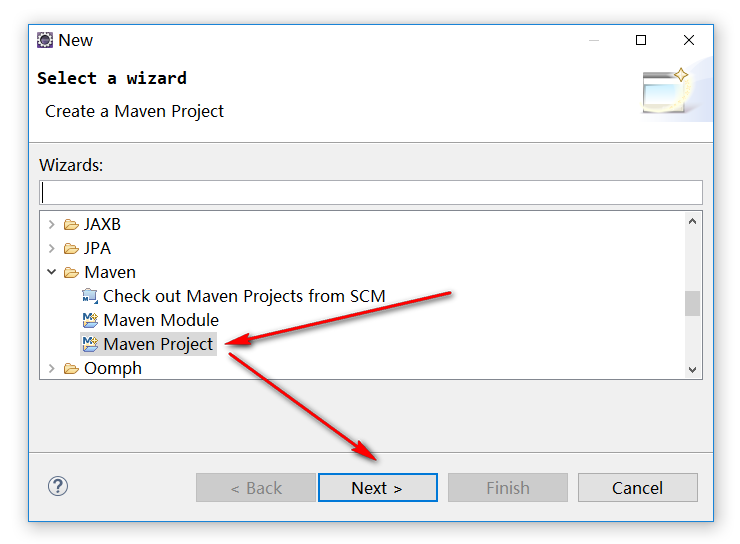 New
Select a wizard
Create a Maven Project
Wizards:
JAXB
JPA
Maven
Check out Maven Projects from SCM
Maven Module
Maven Project
Oomph
?
< Back
Next >
Finish
Cancel